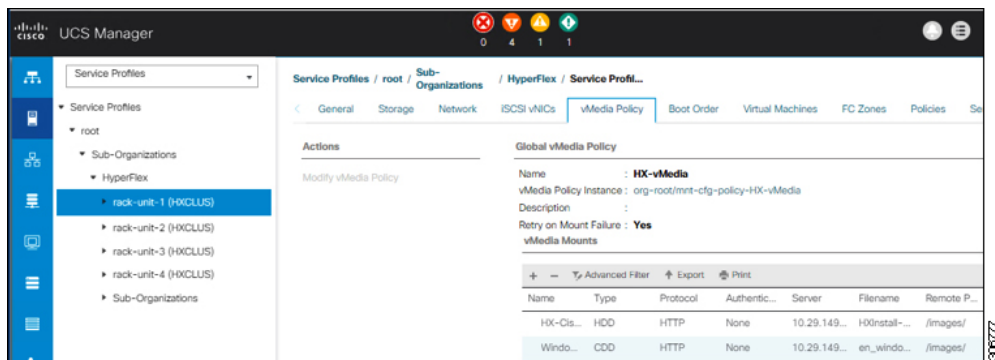 cisco UCS Manager
0 4 1 1
Service Profiles
Service Profiles / root / Sub-Organizations / HyperFlex / Service Profil...
Service Profiles
root
Sub-Organizations
HyperFlex
rack-unit-1 (HXCLUS)
rack-unit-2 (HXCLUS)
rack-unit-3 (HXCLUS)
rack-unit-4 (HXCLUS)
Sub-Organizations
General Storage Network iSCSI vNICs vMedia Policy Boot Order Virtual Machines FC Zones Policies Se
Actions
Modify vMedia Policy
Global vMedia Policy
Name : HX-vMedia
vMedia Policy Instance : org-root/mnt-cfg-policy-HX-vMedia
Description :
Retry on Mount Failure : Yes
vMedia Mounts
+ − Advanced Filter Export Print
Name Type Protocol Authentic... Server Filename Remote P...
HX-Cis... HDD HTTP None 10.29.149... HXInstall-... /images/
Windo... CDD HTTP None 10.29.149... en_windo... /images/